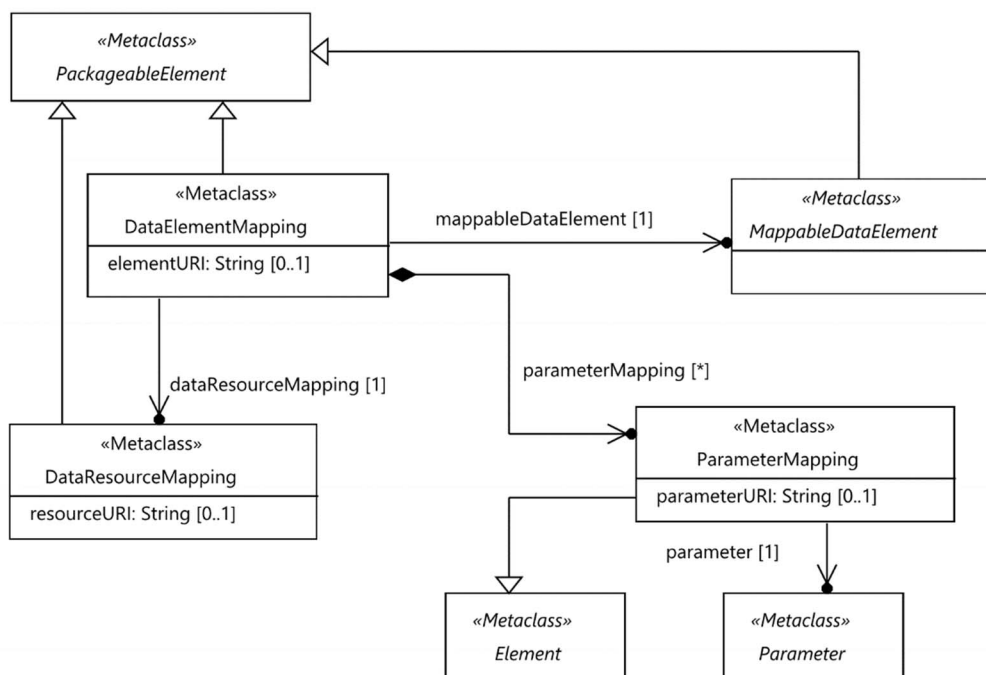 «Metaclass»
PackageableElement
«Metaclass»
DataElementMapping
elementURI: String [0..1]
mappableDataElement [1]
«Metaclass»
MappableDataElement
dataResourceMapping [1]
parameterMapping [*]
«Metaclass»
DataResourceMapping
resourceURI: String [0..1]
«Metaclass»
ParameterMapping
parameterURI: String [0..1]
parameter [1]
«Metaclass»
Element
«Metaclass»
Parameter